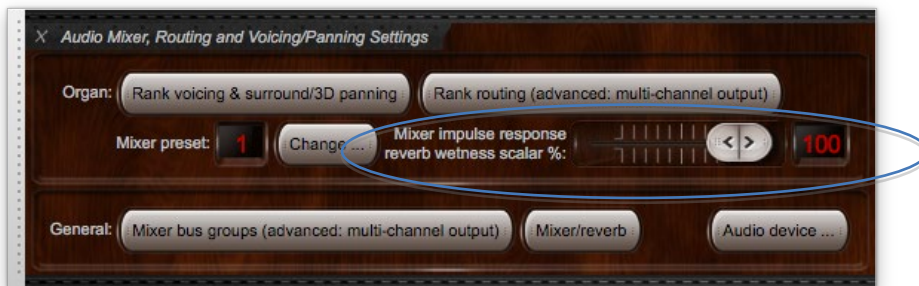 X Audio Mixer, Routing and Voicing/Panning Settings
Organ: Rank voicing & surround/3D panning Rank routing (advanced: multi-channel output)
Mixer preset: 1 Change ... Mixer impulse response
reverb wetness scalar %: < > 100
General: Mixer bus groups (advanced: multi-channel output) Mixer/reverb Audio device ...